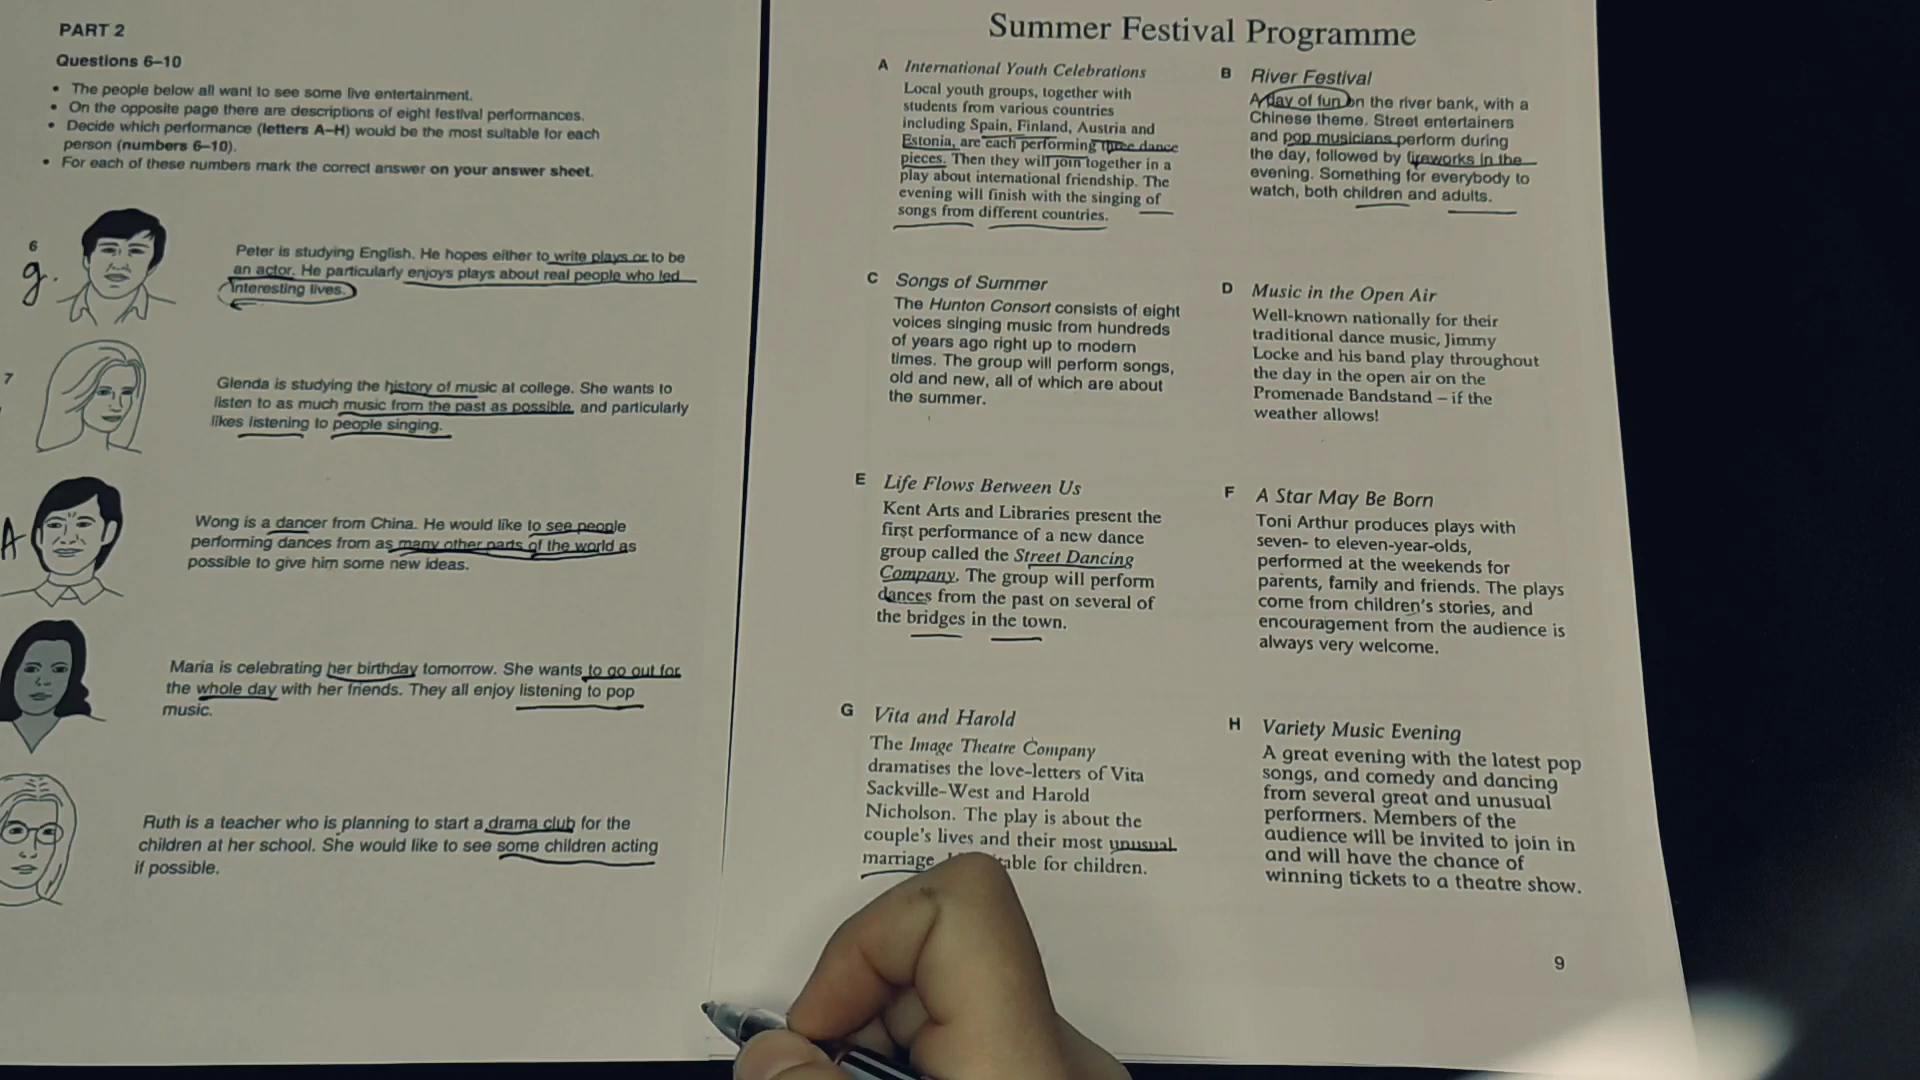 PART 2
Questions 6–10
• The people below all want to see some live entertainment.
• On the opposite page there are descriptions of eight festival performances.
• Decide which performance (letters A–H) would be the most suitable for each
person (numbers 6–10).
• For each of these numbers mark the correct answer on your answer sheet.
6
g.
Peter is studying English. He hopes either to write plays or to be
an actor. He particularly enjoys plays about real people who led
interesting lives.
7
Glenda is studying the history of music at college. She wants to
listen to as much music from the past as possible, and particularly
likes listening to people singing.
A
Wong is a dancer from China. He would like to see people
performing dances from as many other parts of the world as
possible to give him some new ideas.
Maria is celebrating her birthday tomorrow. She wants to go out for
the whole day with her friends. They all enjoy listening to pop
music.
Ruth is a teacher who is planning to start a drama club for the
children at her school. She would like to see some children acting
if possible.
Summer Festival Programme
A International Youth Celebrations
Local youth groups, together with
students from various countries
including Spain, Finland, Austria and
Estonia, are each performing three dance
pieces. Then they will join together in a
play about international friendship. The
evening will finish with the singing of
songs from different countries.
B River Festival
A day of fun on the river bank, with a
Chinese theme. Street entertainers
and pop musicians perform during
the day, followed by fireworks in the
evening. Something for everybody to
watch, both children and adults.
C Songs of Summer
The Hunton Consort consists of eight
voices singing music from hundreds
of years ago right up to modern
times. The group will perform songs,
old and new, all of which are about
the summer.
D Music in the Open Air
Well-known nationally for their
traditional dance music, Jimmy
Locke and his band play throughout
the day in the open air on the
Promenade Bandstand – if the
weather allows!
E Life Flows Between Us
Kent Arts and Libraries present the
first performance of a new dance
group called the Street Dancing
Company. The group will perform
dances from the past on several of
the bridges in the town.
F A Star May Be Born
Toni Arthur produces plays with
seven- to eleven-year-olds,
performed at the weekends for
parents, family and friends. The plays
come from children's stories, and
encouragement from the audience is
always very welcome.
G Vita and Harold
The Image Theatre Company
dramatises the love-letters of Vita
Sackville-West and Harold
Nicholson. The play is about the
couple's lives and their most unusual
marriage for children.
H Variety Music Evening
A great evening with the latest pop
songs, and comedy and dancing
from several great and unusual
performers. Members of the
audience will be invited to join in
and will have the chance of
winning tickets to a theatre show.
9